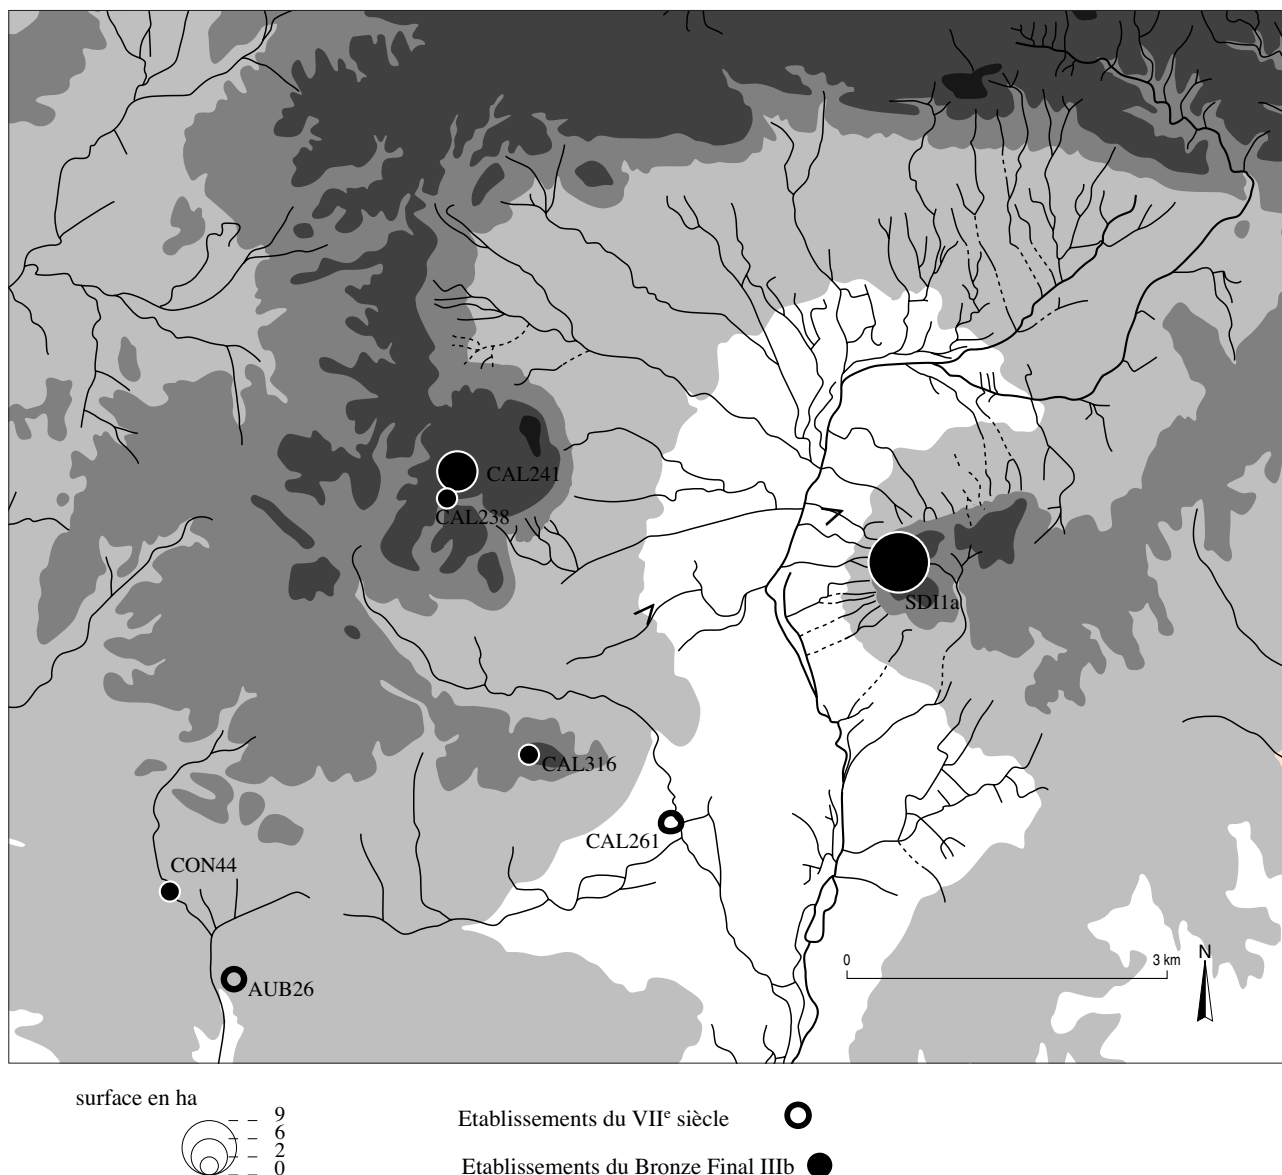 CAL241
CAL238
SDI1a
CAL316
CAL261
CON44
AUB26
0 3 km
N
surface en ha
9
6
2
0
Etablissements du VIIe siècle
Etablissements du Bronze Final IIIb